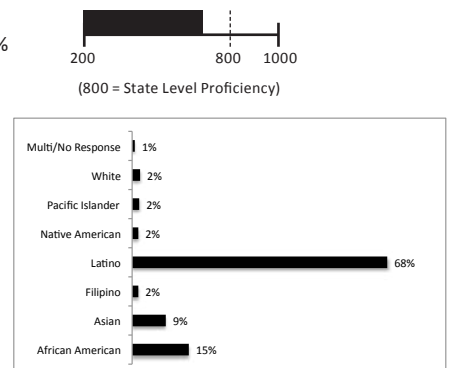 %
200 800 1000
(800 = State Level Proficiency)
Multi/No Response 1%
White 2%
Pacific Islander 2%
Native American 2%
Latino 68%
Filipino 2%
Asian 9%
African American 15%